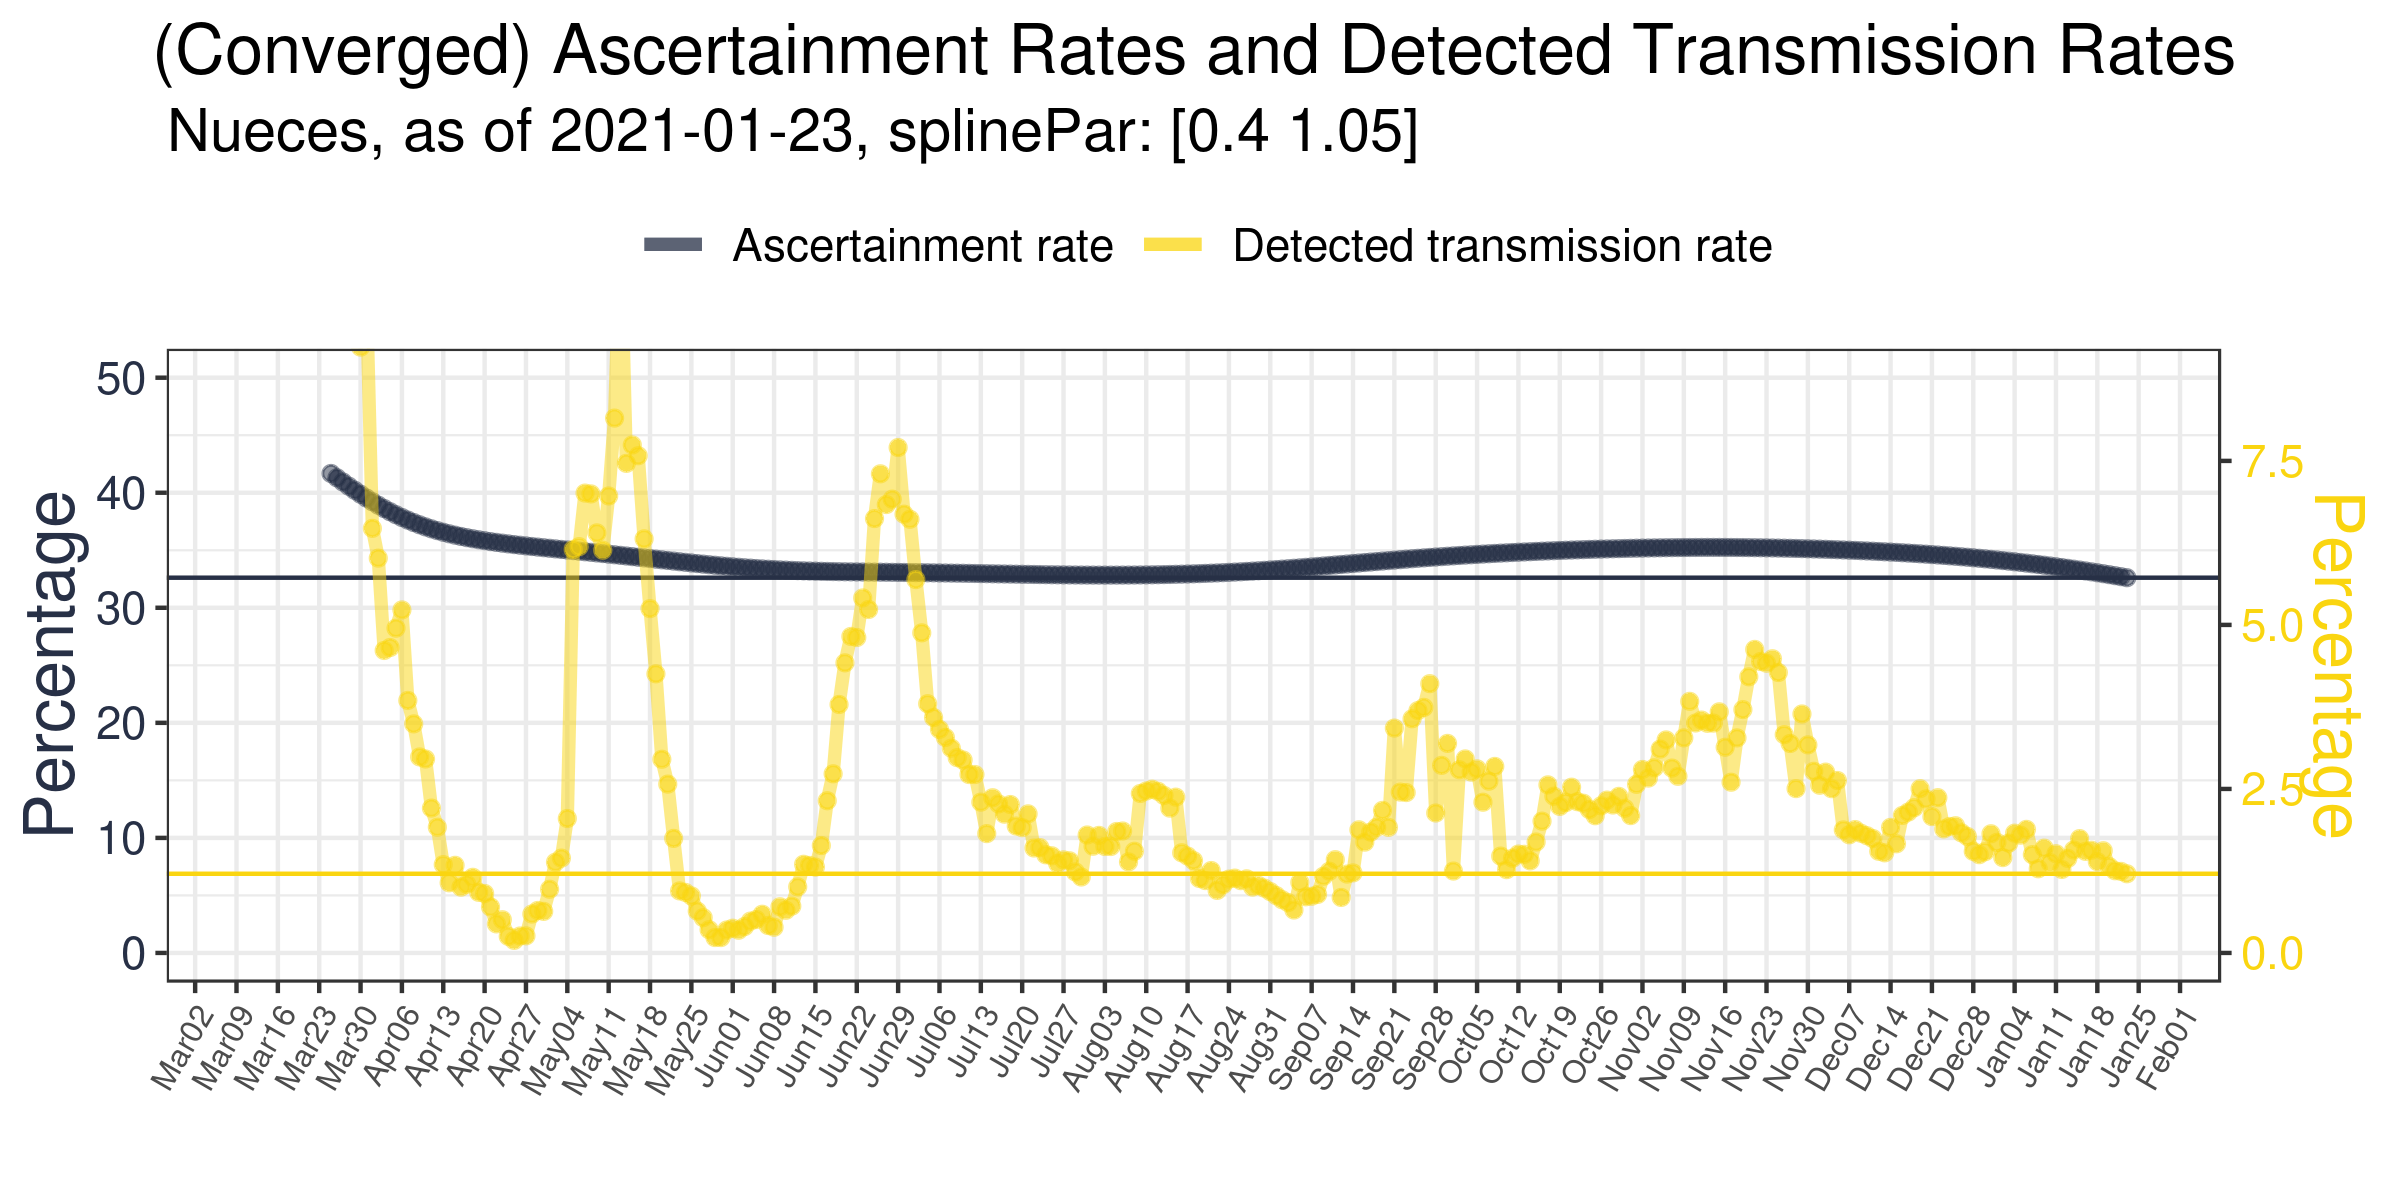 (Converged) Ascertainment Rates and Detected Transmission Rates
Nueces, as of 2021-01-23, splinePar: [0.4 1.05]
Ascertainment rate
Detected transmission rate
Percentage
50
40
30
20
10
0
7.5
5.0
2.5
0.0
Percentage
Mar02
Mar09
Mar16
Mar23
Mar30
Apr06
Apr13
Apr20
Apr27
May04
May11
May18
May25
Jun01
Jun08
Jun15
Jun22
Jun29
Jul06
Jul13
Jul20
Jul27
Aug03
Aug10
Aug17
Aug24
Aug31
Sep07
Sep14
Sep21
Sep28
Oct05
Oct12
Oct19
Oct26
Nov02
Nov09
Nov16
Nov23
Nov30
Dec07
Dec14
Dec21
Dec28
Jan04
Jan11
Jan18
Jan25
Feb01